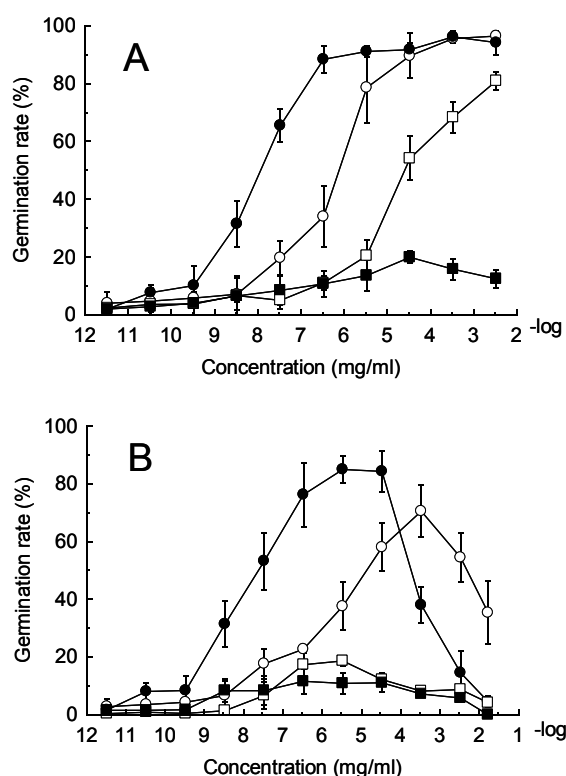 A
Germination rate (%)
100
80
60
40
20
0
12 11 10 9 8 7 6 5 4 3 2 -log
Concentration (mg/ml)
B
Germination rate (%)
100
80
60
40
20
0
12 11 10 9 8 7 6 5 4 3 2 1 -log
Concentration (mg/ml)